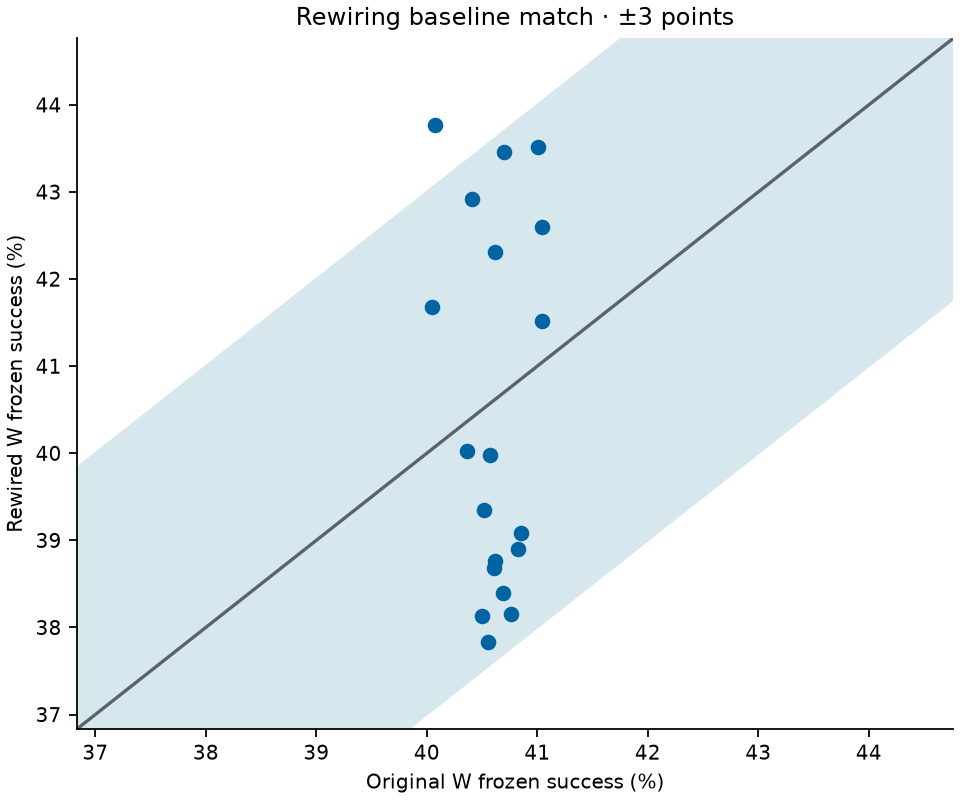 Rewiring baseline match · ±3 points
Rewired W frozen success (%)
44
43
42
41
40
39
38
37
37 38 39 40 41 42 43 44
Original W frozen success (%)